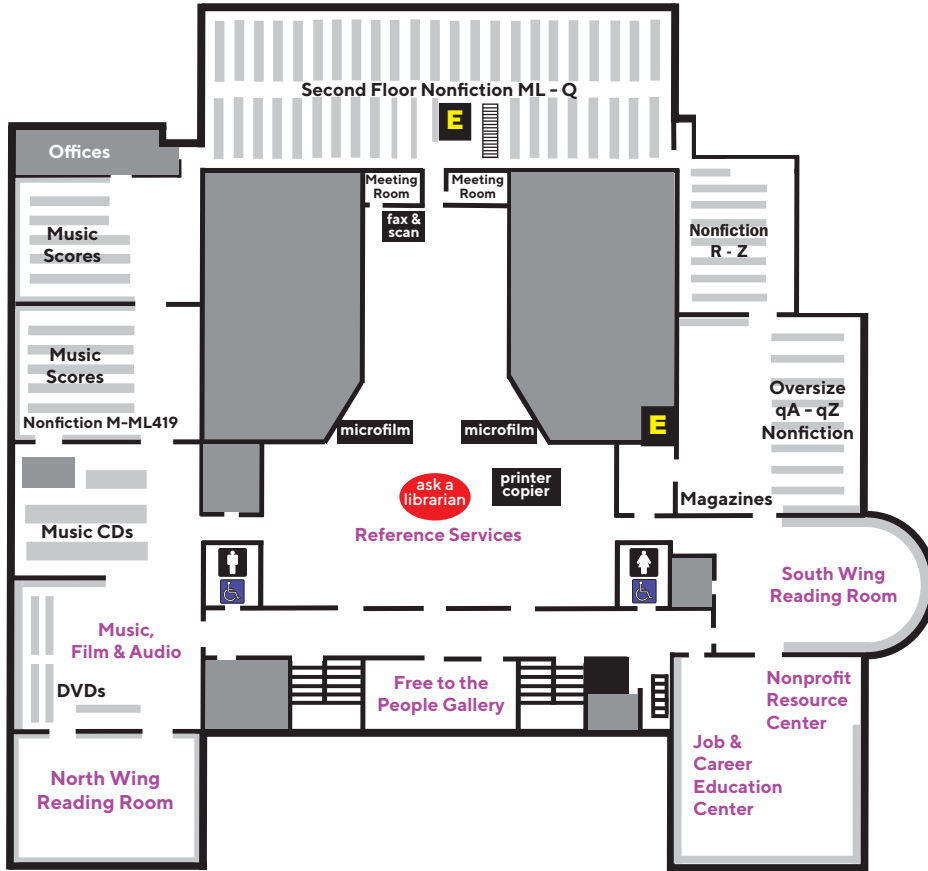 Second Floor Nonfiction ML - Q
E
Offices
Meeting
Room
Meeting
Room
fax &
scan
Music
Scores
Nonfiction
R - Z
Music
Scores
Nonfiction M-ML419
Oversize
qA - qZ
Nonfiction
E
microfilm
microfilm
ask a
librarian
printer
copier
Magazines
Music CDs
Reference Services
South Wing
Reading Room
Music,
Film & Audio
DVDs
Free to the
People Gallery
Nonprofit
Resource
Center
Job &
Career
Education
Center
North Wing
Reading Room